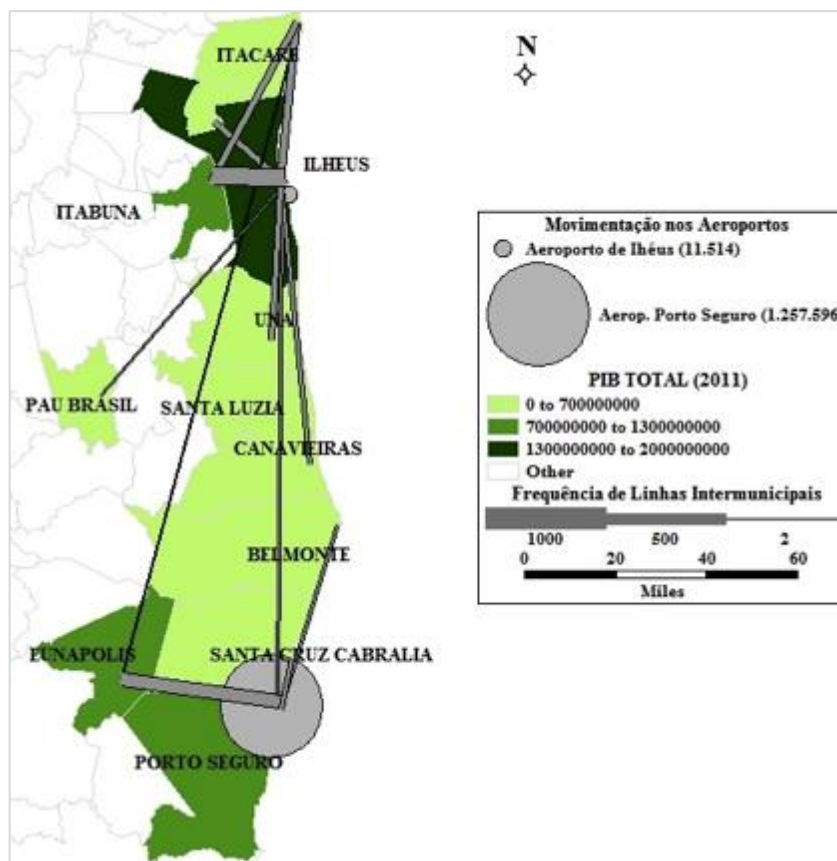 ITACARE
N
ILHEUS
ITABUNA
UNA
PAU BRASIL
SANTA LUZIA
CANAVIEIRAS
BELMONTE
EUNAPOLIS
SANTA CRUZ CABRALIA
PORTO SEGURO
Movimentação nos Aeroportos
Aeroporto de Ihéus (11.514)
Aerop. Porto Seguro (1.257.596
PIB TOTAL (2011)
0 to 700000000
700000000 to 1300000000
1300000000 to 2000000000
Other
Frequência de Linhas Intermunicipais
1000 500 2
0 20 40 60
Miles